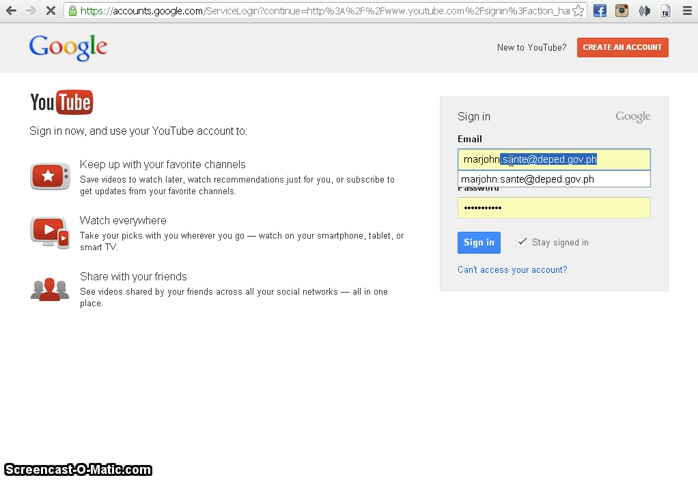 https://accounts.google.com/ServiceLogin?continue=http%3A%2F%2Fwww.youtube.com%2Fsignin%3Faction_har
Google
New to YouTube?
CREATE AN ACCOUNT
YouTube
Sign in now, and use your YouTube account to:
Keep up with your favorite channels
Save videos to watch later, watch recommendations just for you, or subscribe to
get updates from your favorite channels.
Watch everywhere
Take your picks with you wherever you go — watch on your smartphone, tablet, or
smart TV.
Share with your friends
See videos shared by your friends across all your social networks — all in one
place.
Sign in
Google
Email
marjohn.sante@deped.gov.ph
marjohn.sante@deped.gov.ph
Password
•••••••••••
Sign in
Stay signed in
Can't access your account?
Screencast-O-Matic.com